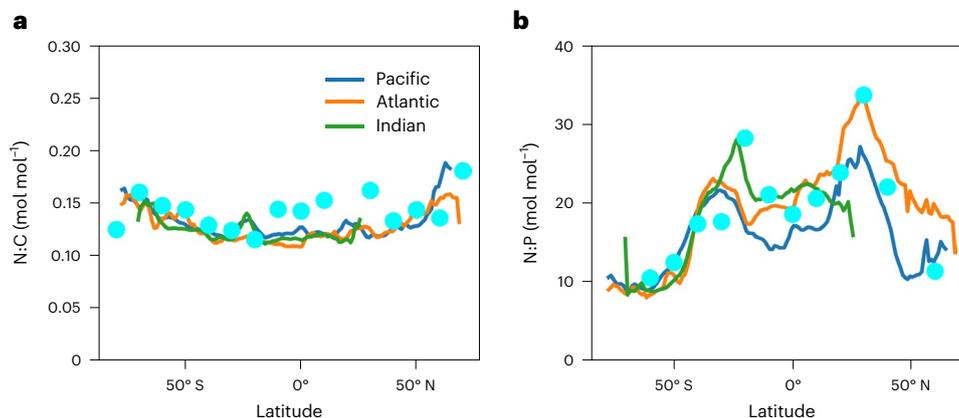 a
0.30
0.25
0.20
0.15
0.10
0.05
0
N:C (mol mol⁻¹)
Pacific
Atlantic
Indian
50° S
0°
50° N
Latitude
b
40
30
20
10
0
N:P (mol mol⁻¹)
50° S
0°
50° N
Latitude